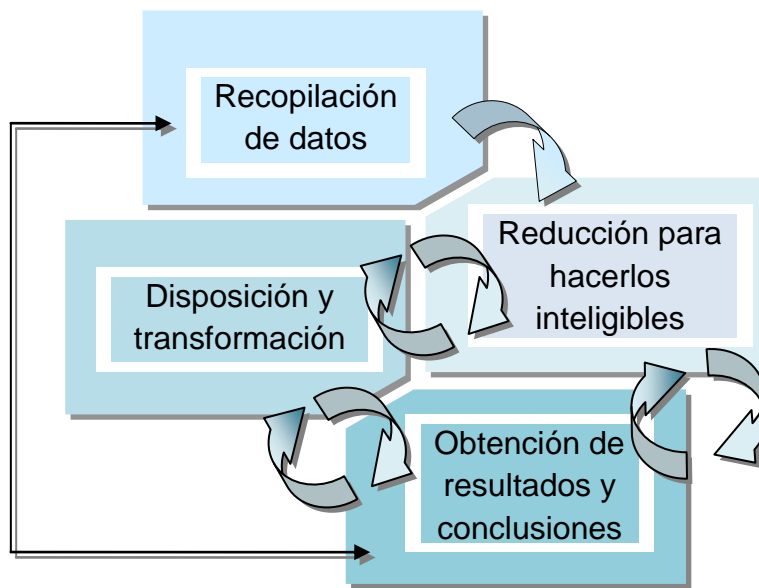 Recopilación
de datos
Reducción para
hacerlos
inteligibles
Disposición y
transformación
Obtención de
resultados y
conclusiones